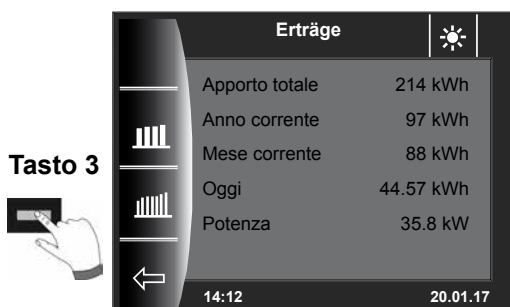 Erträge
Apporto totale 214 kWh
Anno corrente 97 kWh
Mese corrente 88 kWh
Tasto 3
Oggi 44.57 kWh
Potenza 35.8 kW
14:12 20.01.17